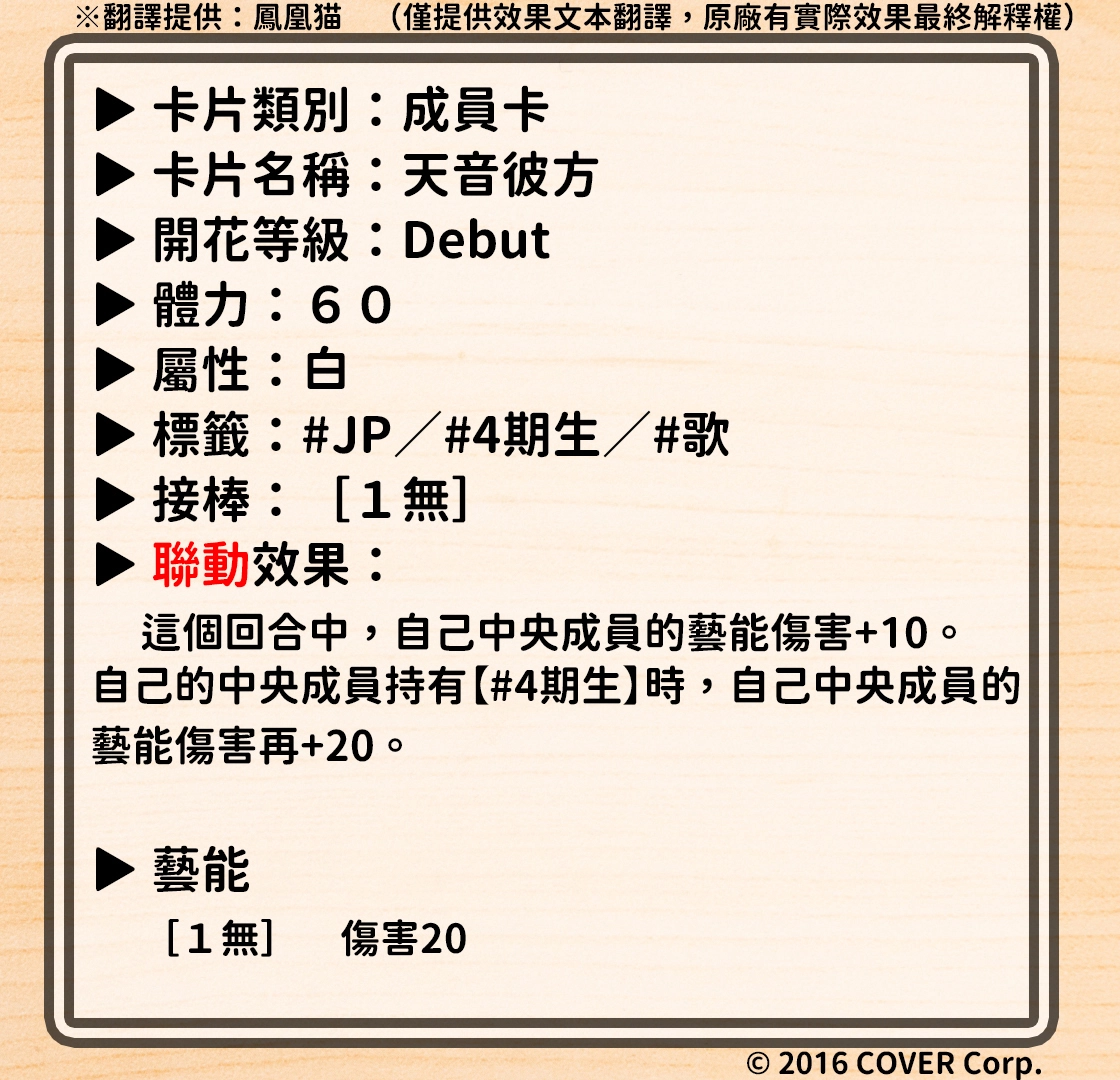 ※翻譯提供：鳳凰猫　（僅提供效果文本翻譯，原廠有實際效果最終解釋權）
▶ 卡片類別：成員卡
▶ 卡片名稱：天音彼方
▶ 開花等級：Debut
▶ 體力：６０
▶ 屬性：白
▶ 標籤：#JP／#4期生／#歌
▶ 接棒：［１無］
▶ 聯動效果：
這個回合中，自己中央成員的藝能傷害+10。
自己的中央成員持有【#4期生】時，自己中央成員的
藝能傷害再+20。
▶ 藝能
［１無］　傷害20
© 2016 COVER Corp.